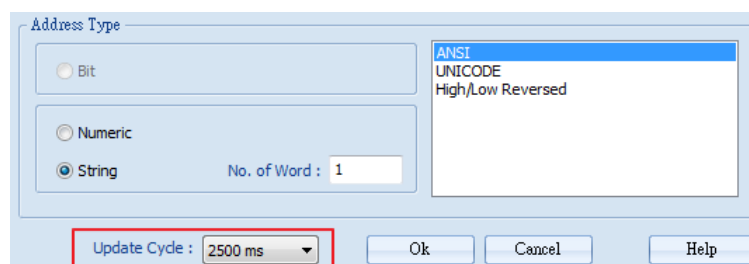 Address Type
Bit
Numeric
String No. of Word : 1
ANSI
UNICODE
High/Low Reversed
Update Cycle : 2500 ms Ok Cancel Help